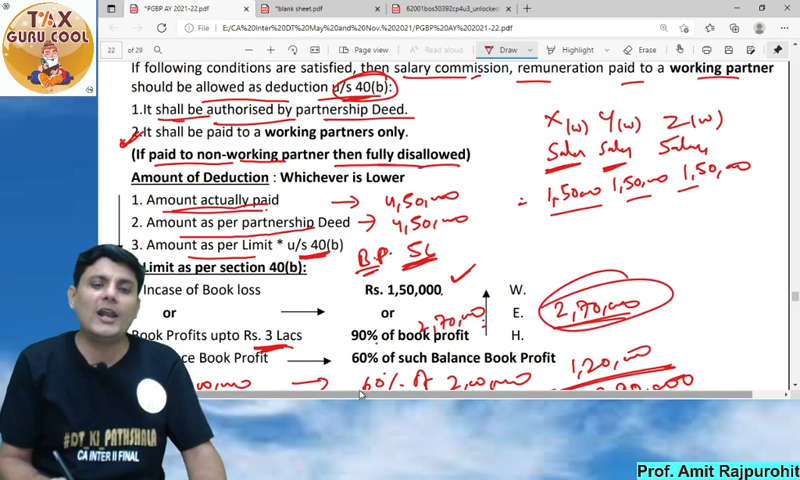 TAX
GURU COOL
*PGBP AY 2021-22.pdf
*blank sheet.pdf
62001bos50392cp4u3_unlocked...
E:/CA Inter%20DT%20May%20and%20Nov.%202021/PGBP%20AY%202021-22.pdf
22 of 29
Page view
Draw
Highlight
Erase
If following conditions are satisfied, then salary commission, remuneration paid to a working partner
should be allowed as deduction u/s 40(b):
1.It shall be authorised by partnership Deed.
2.It shall be paid to a working partners only.
(If paid to non-working partner then fully disallowed)
Amount of Deduction : Whichever is Lower
1. Amount actually paid → 4,50,000
2. Amount as per partnership Deed → 4,50,000
3. Amount as per Limit * u/s 40(b) B.P. 5L
X(w) Y(w) Z(w)
Salary Salary Salary
= 1,50,000 1,50,000 1,50,000
Limit as per section 40(b):
Incase of Book loss Rs. 1,50,000 W.
or → or E. 2,70,000
2,70,000
Book Profits upto Rs. 3 Lacs 90% of book profit H.
Book Profit → 60% of such Balance Book Profit 1,20,000
→ 60% of 2,00,000
#DT_KI_PATHSHALA
CA INTER II FINAL
Prof. Amit Rajpurohit